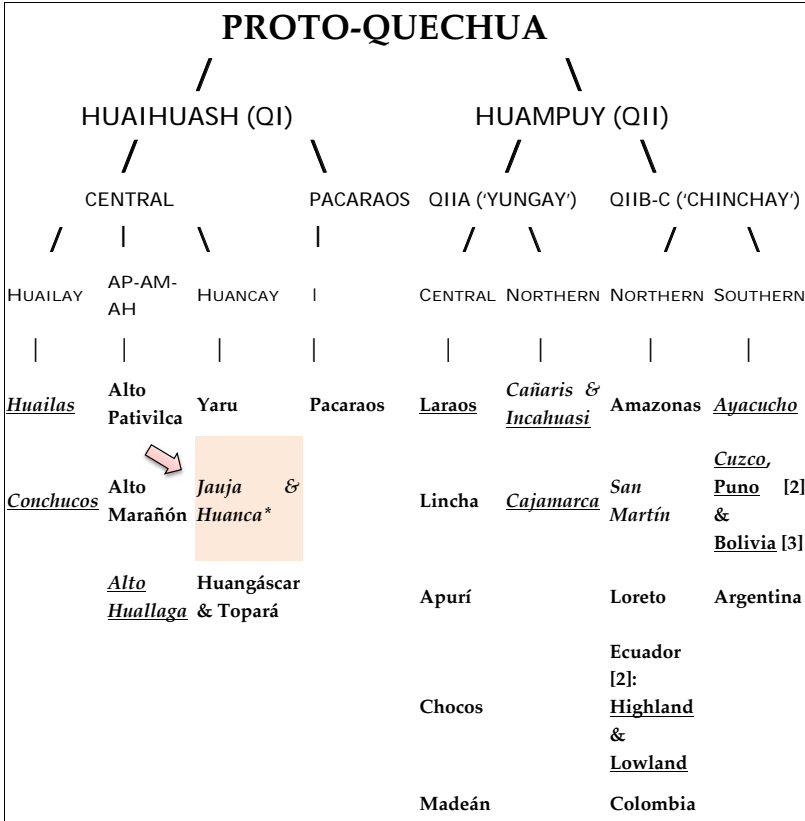 PROTO-QUECHUA
HUAIHUASH (QI) HUAMPUY (QII)
CENTRAL PACARAOS QIIA ('YUNGAY') QIIB-C ('CHINCHAY')
HUAILAY AP-AM-AH HUANCAY | CENTRAL NORTHERN NORTHERN SOUTHERN
Huailas Alto Pativilca Yaru Pacaraos Laraos Cañaris & Incahuasi Amazonas Ayacucho
Conchucos Alto Marañón Jauja & Huanca* Lincha Cajamarca San Martín Cuzco, Puno [2] & Bolivia [3]
Alto Huallaga Huangáscar & Topará Apurí Loreto Argentina
Chocos Ecuador [2]: Highland & Lowland
Madeán Colombia